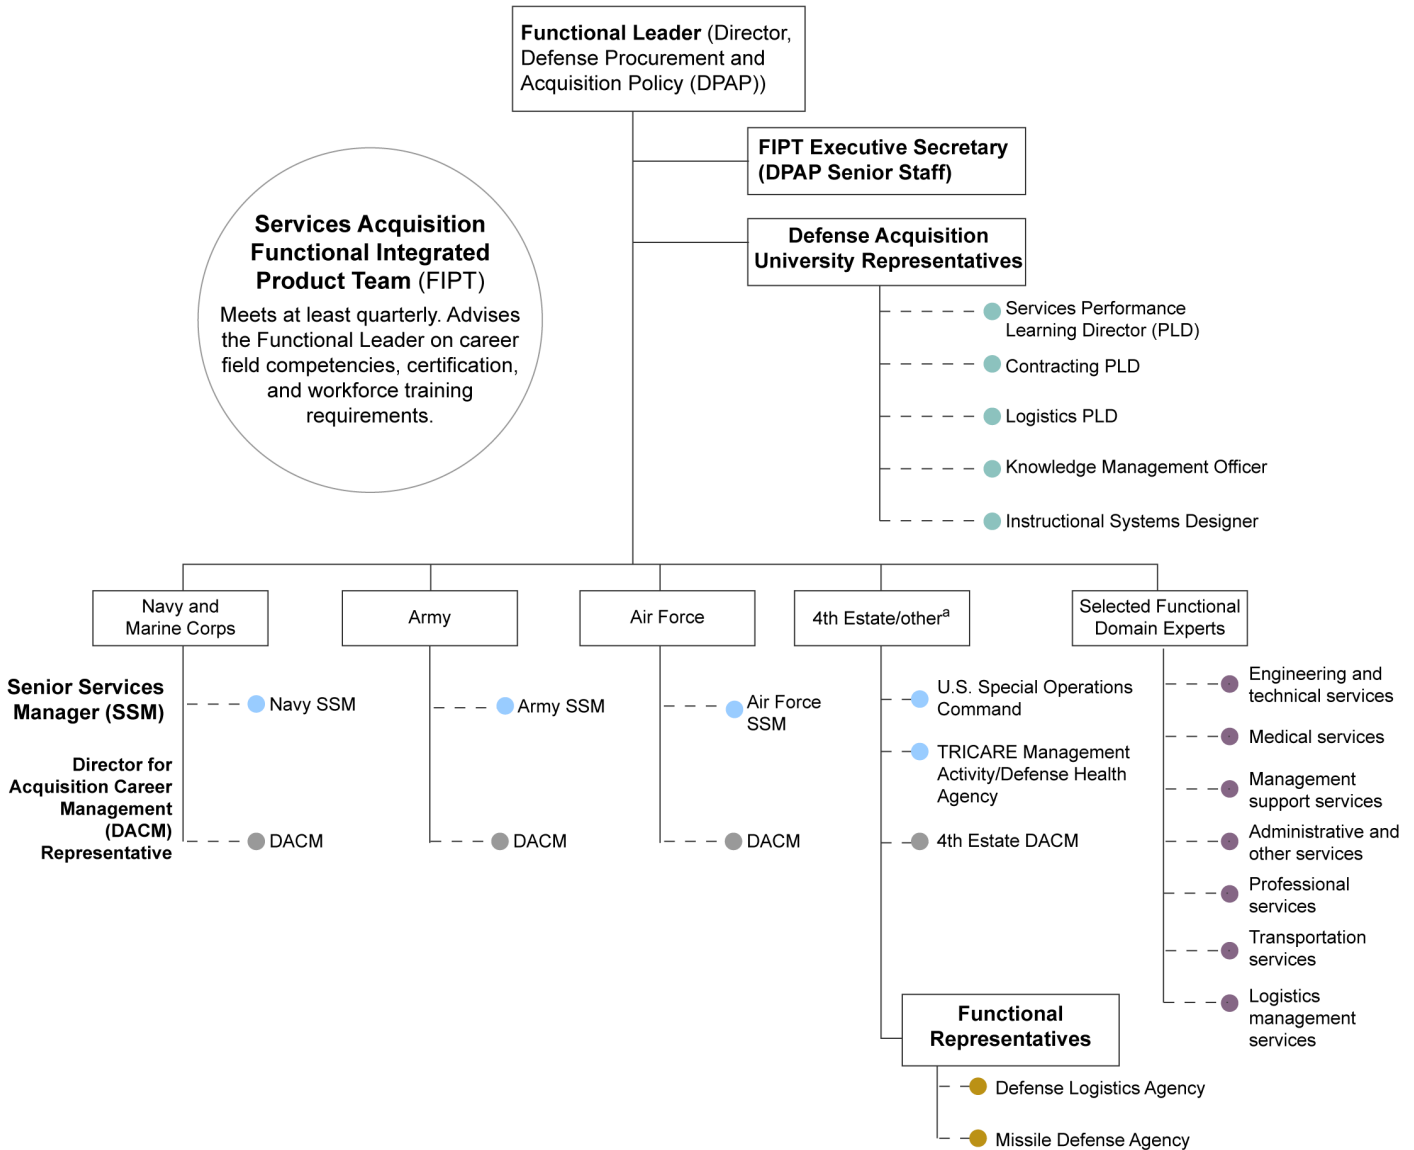 Functional Leader (Director,
Defense Procurement and
Acquisition Policy (DPAP))
FIPT Executive Secretary
(DPAP Senior Staff)
Services Acquisition
Functional Integrated
Product Team (FIPT)
Meets at least quarterly. Advises
the Functional Leader on career
field competencies, certification,
and workforce training
requirements.
Defense Acquisition
University Representatives
Services Performance
Learning Director (PLD)
Contracting PLD
Logistics PLD
Knowledge Management Officer
Instructional Systems Designer
Navy and
Marine Corps
Army
Air Force
4th Estate/otherª
Selected Functional
Domain Experts
Senior Services
Manager (SSM)
Navy SSM
Army SSM
Air Force
SSM
U.S. Special Operations
Command
TRICARE Management
Activity/Defense Health
Agency
Director for
Acquisition Career
Management
(DACM)
Representative
DACM
DACM
DACM
4th Estate DACM
Functional
Representatives
Defense Logistics Agency
Missile Defense Agency
Engineering and
technical services
Medical services
Management
support services
Administrative and
other services
Professional
services
Transportation
services
Logistics
management
services